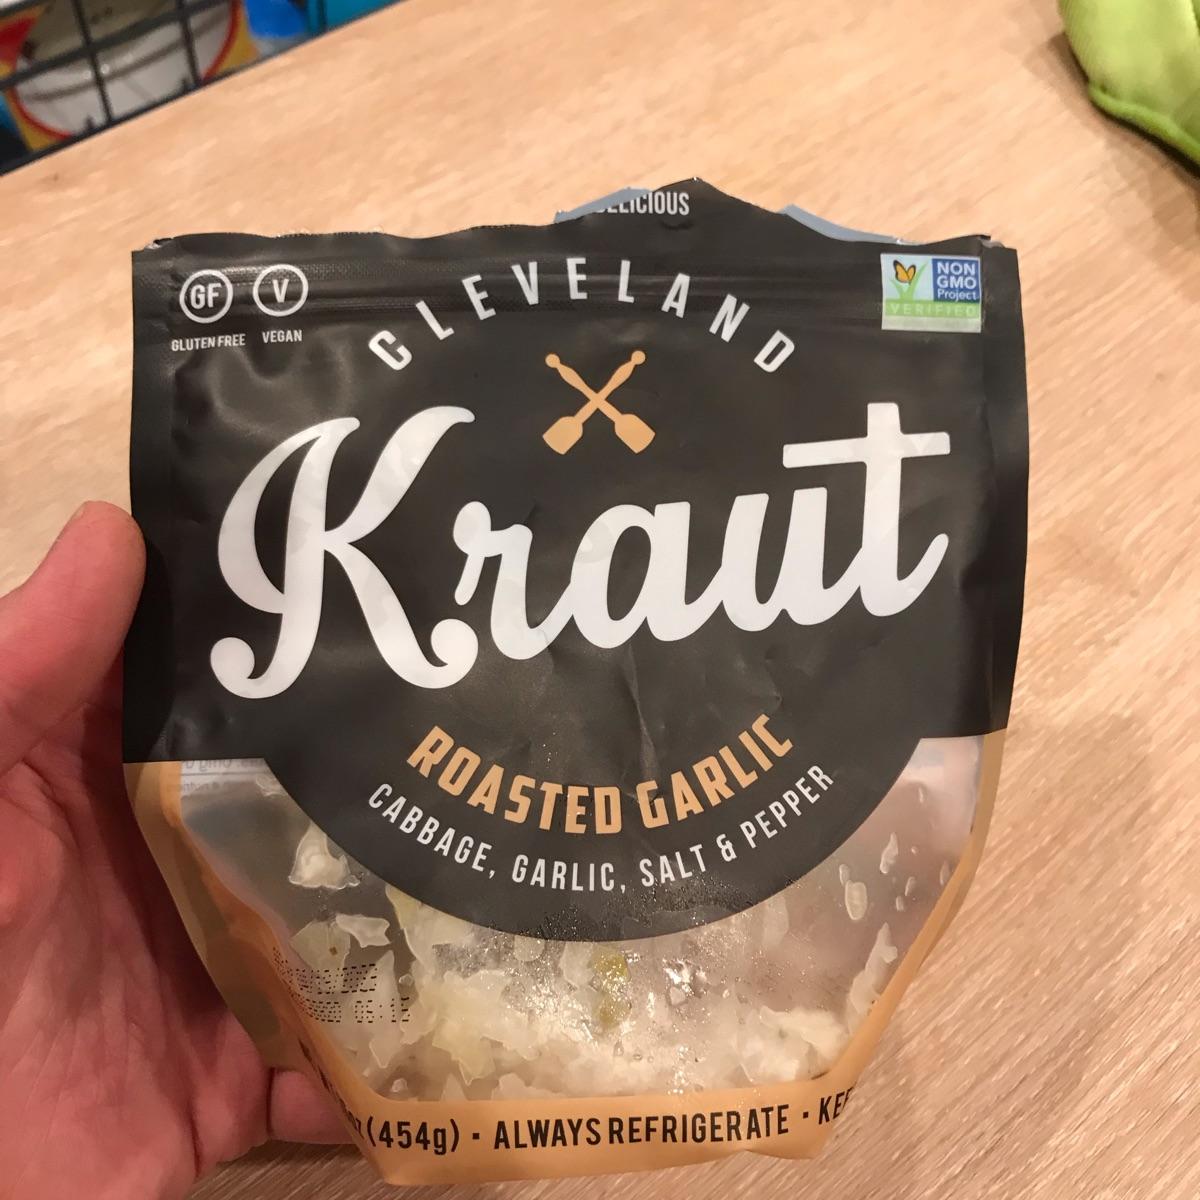 DELICIOUS
GF
V
GLUTEN FREE VEGAN
NON
GMO
Project
VERIFIED
CLEVELAND
Kraut
ROASTED GARLIC
CABBAGE, GARLIC, SALT & PEPPER
(454g) · ALWAYS REFRIGERATE ·